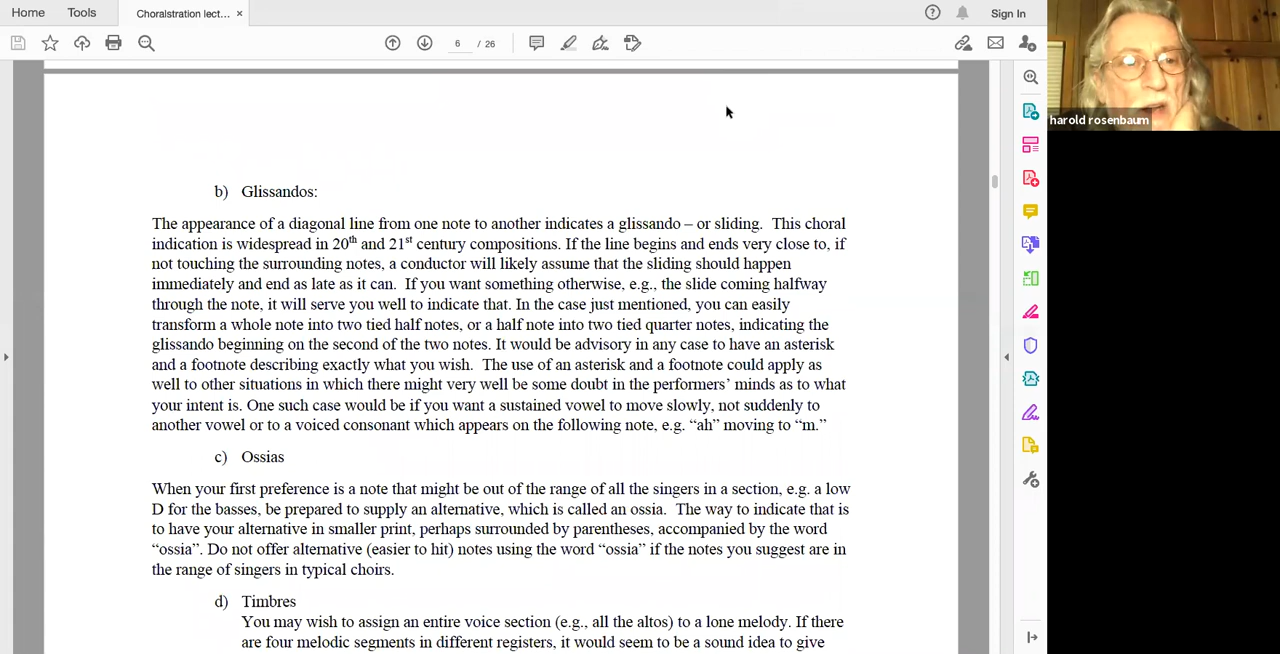 Home Tools Choralstration lect... × Sign In
6 / 26
harold rosenbaum
b) Glissandos:
The appearance of a diagonal line from one note to another indicates a glissando – or sliding. This choral
indication is widespread in 20th and 21st century compositions. If the line begins and ends very close to, if
not touching the surrounding notes, a conductor will likely assume that the sliding should happen
immediately and end as late as it can. If you want something otherwise, e.g., the slide coming halfway
through the note, it will serve you well to indicate that. In the case just mentioned, you can easily
transform a whole note into two tied half notes, or a half note into two tied quarter notes, indicating the
glissando beginning on the second of the two notes. It would be advisory in any case to have an asterisk
and a footnote describing exactly what you wish. The use of an asterisk and a footnote could apply as
well to other situations in which there might very well be some doubt in the performers’ minds as to what
your intent is. One such case would be if you want a sustained vowel to move slowly, not suddenly to
another vowel or to a voiced consonant which appears on the following note, e.g. “ah” moving to “m.”
c) Ossias
When your first preference is a note that might be out of the range of all the singers in a section, e.g. a low
D for the basses, be prepared to supply an alternative, which is called an ossia. The way to indicate that is
to have your alternative in smaller print, perhaps surrounded by parentheses, accompanied by the word
“ossia”. Do not offer alternative (easier to hit) notes using the word “ossia” if the notes you suggest are in
the range of singers in typical choirs.
d) Timbres
You may wish to assign an entire voice section (e.g., all the altos) to a lone melody. If there
are four melodic segments in different registers, it would seem to be a sound idea to give